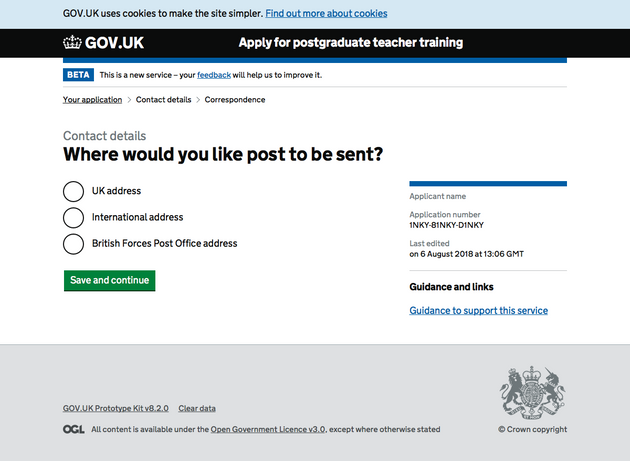 GOV.UK uses cookies to make the site simpler. Find out more about cookies
GOV.UK Apply for postgraduate teacher training
BETA This is a new service – your feedback will help us to improve it.
Your application > Contact details > Correspondence
Contact details
Where would you like post to be sent?
UK address
International address
British Forces Post Office address
Save and continue
Applicant name
Application number
1NKY-81NKY-D1NKY
Last edited
on 6 August 2018 at 13:06 GMT
Guidance and links
Guidance to support this service
GOV.UK Prototype Kit v8.2.0 Clear data
OGL All content is available under the Open Government Licence v3.0, except where otherwise stated
© Crown copyright